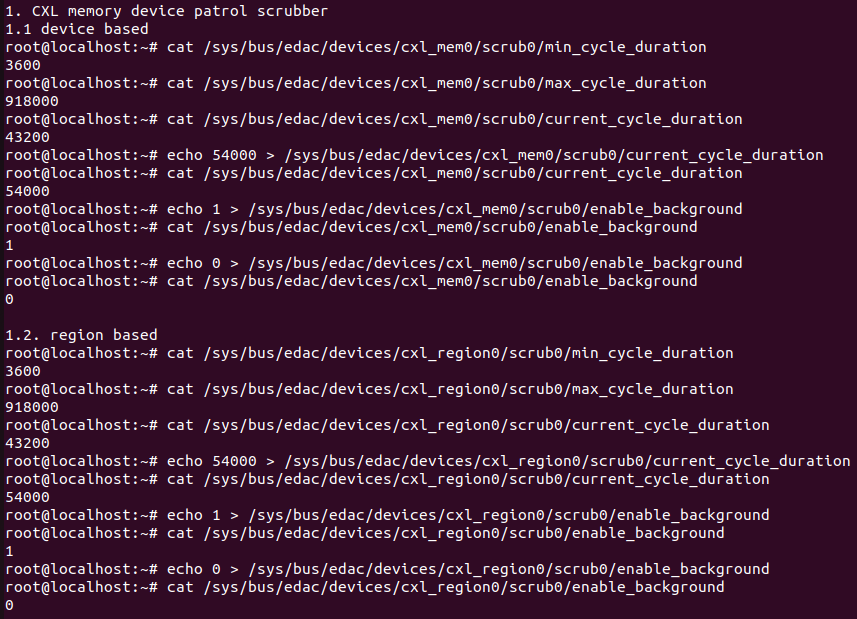 1. CXL memory device patrol scrubber
1.1 device based
root@localhost:~# cat /sys/bus/edac/devices/cxl_mem0/scrub0/min_cycle_duration
3600
root@localhost:~# cat /sys/bus/edac/devices/cxl_mem0/scrub0/max_cycle_duration
918000
root@localhost:~# cat /sys/bus/edac/devices/cxl_mem0/scrub0/current_cycle_duration
43200
root@localhost:~# echo 54000 > /sys/bus/edac/devices/cxl_mem0/scrub0/current_cycle_duration
root@localhost:~# cat /sys/bus/edac/devices/cxl_mem0/scrub0/current_cycle_duration
54000
root@localhost:~# echo 1 > /sys/bus/edac/devices/cxl_mem0/scrub0/enable_background
root@localhost:~# cat /sys/bus/edac/devices/cxl_mem0/scrub0/enable_background
1
root@localhost:~# echo 0 > /sys/bus/edac/devices/cxl_mem0/scrub0/enable_background
root@localhost:~# cat /sys/bus/edac/devices/cxl_mem0/scrub0/enable_background
0

1.2. region based
root@localhost:~# cat /sys/bus/edac/devices/cxl_region0/scrub0/min_cycle_duration
3600
root@localhost:~# cat /sys/bus/edac/devices/cxl_region0/scrub0/max_cycle_duration
918000
root@localhost:~# cat /sys/bus/edac/devices/cxl_region0/scrub0/current_cycle_duration
43200
root@localhost:~# echo 54000 > /sys/bus/edac/devices/cxl_region0/scrub0/current_cycle_duration
root@localhost:~# cat /sys/bus/edac/devices/cxl_region0/scrub0/current_cycle_duration
54000
root@localhost:~# echo 1 > /sys/bus/edac/devices/cxl_region0/scrub0/enable_background
root@localhost:~# cat /sys/bus/edac/devices/cxl_region0/scrub0/enable_background
1
root@localhost:~# echo 0 > /sys/bus/edac/devices/cxl_region0/scrub0/enable_background
root@localhost:~# cat /sys/bus/edac/devices/cxl_region0/scrub0/enable_background
0